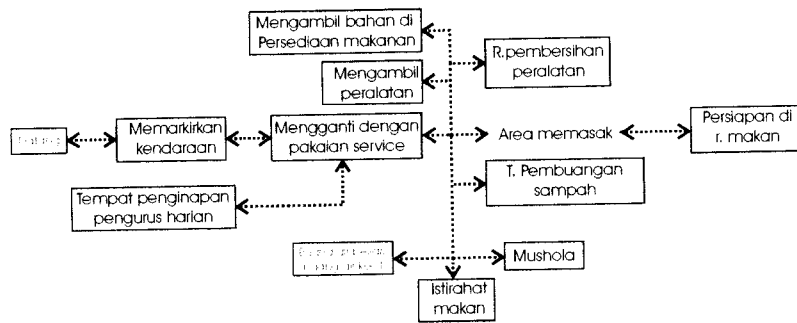 Mengambil bahan di
Persediaan makanan
R.pembersihan
peralatan
Mengambil
peralatan
Datang
Memarkirkan
kendaraan
Mengganti dengan
pakaian service
Area memasak
Persiapan di
r. makan
Tempat penginapan
pengurus harian
T. Pembuangan
sampah
Mushola
Istirahat
makan